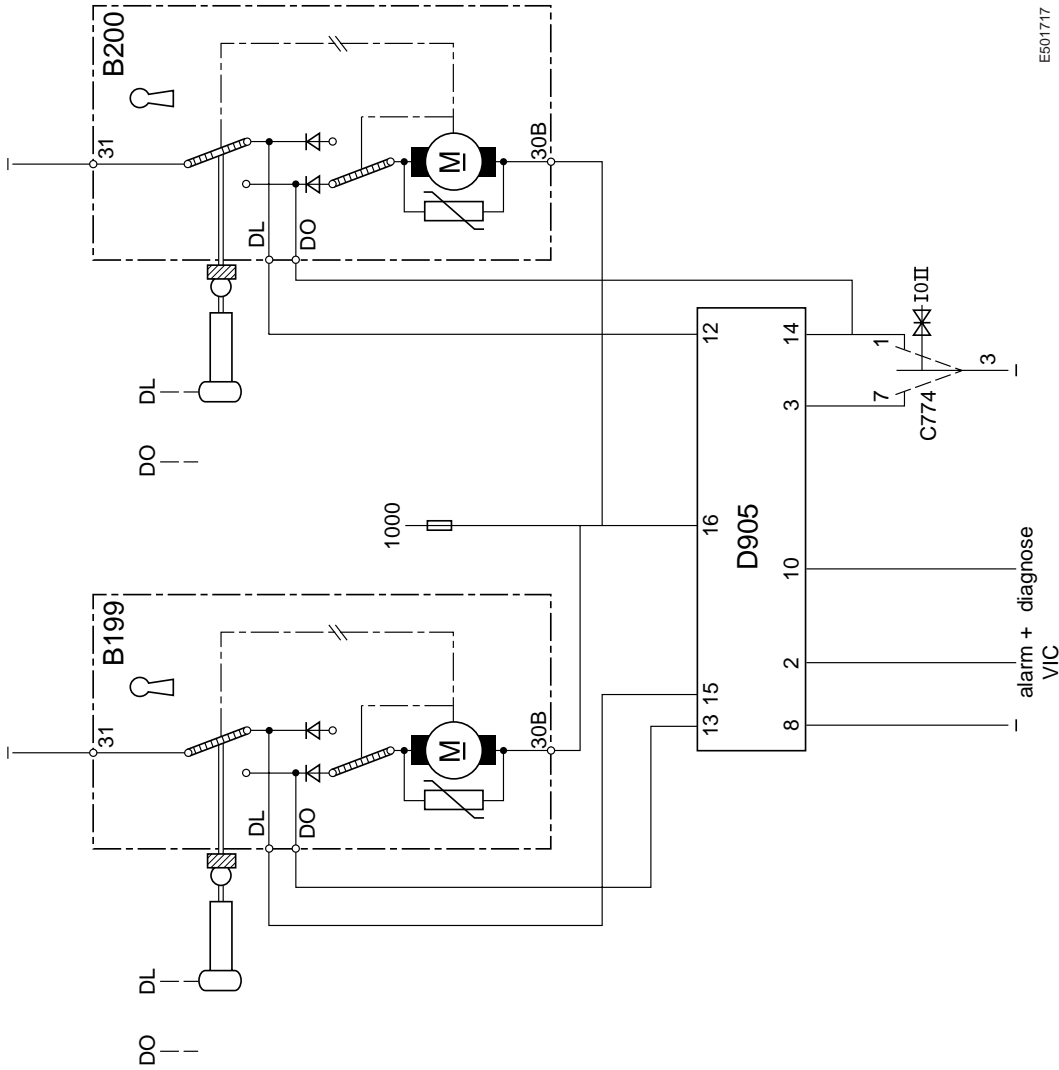 B200
31
DL
DO
M
30B
DL
DO
B199
31
DL
DO
M
30B
DL
DO
1000
12
14
3
16
10
2
15
13
8
D905
1
7
3
C774
I0II
diagnose
alarm +
VIC
E501717